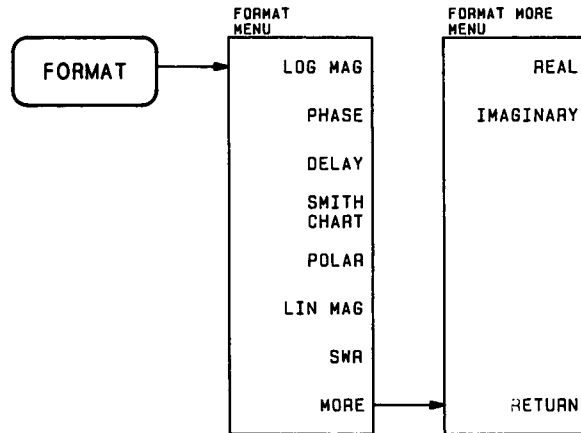 FORMAT
FORMAT
MENU
LOG MAG
PHASE
DELAY
SMITH
CHART
POLAR
LIN MAG
SWR
MORE
FORMAT MORE
MENU
REAL
IMAGINARY
RETURN